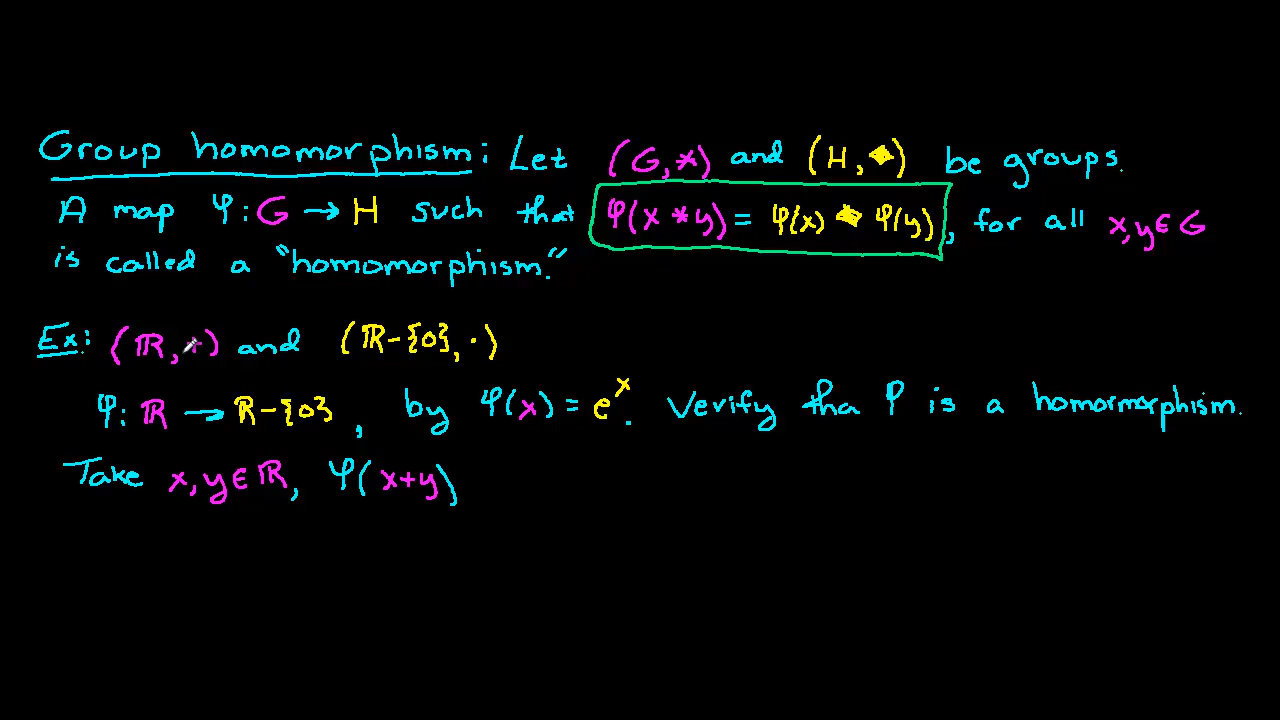 Group homomorphism: Let (G, *) and (H, ◆) be groups.
A map φ: G → H such that φ(x * y) = φ(x) ◆ φ(y), for all x, y ∈ G
is called a "homomorphism."
Ex: (ℝ, +) and (ℝ-{0}, ·)
φ: ℝ → ℝ-{0}, by φ(x) = eˣ. Verify tha φ is a homormorphism.
Take x, y ∈ ℝ, φ(x+y)